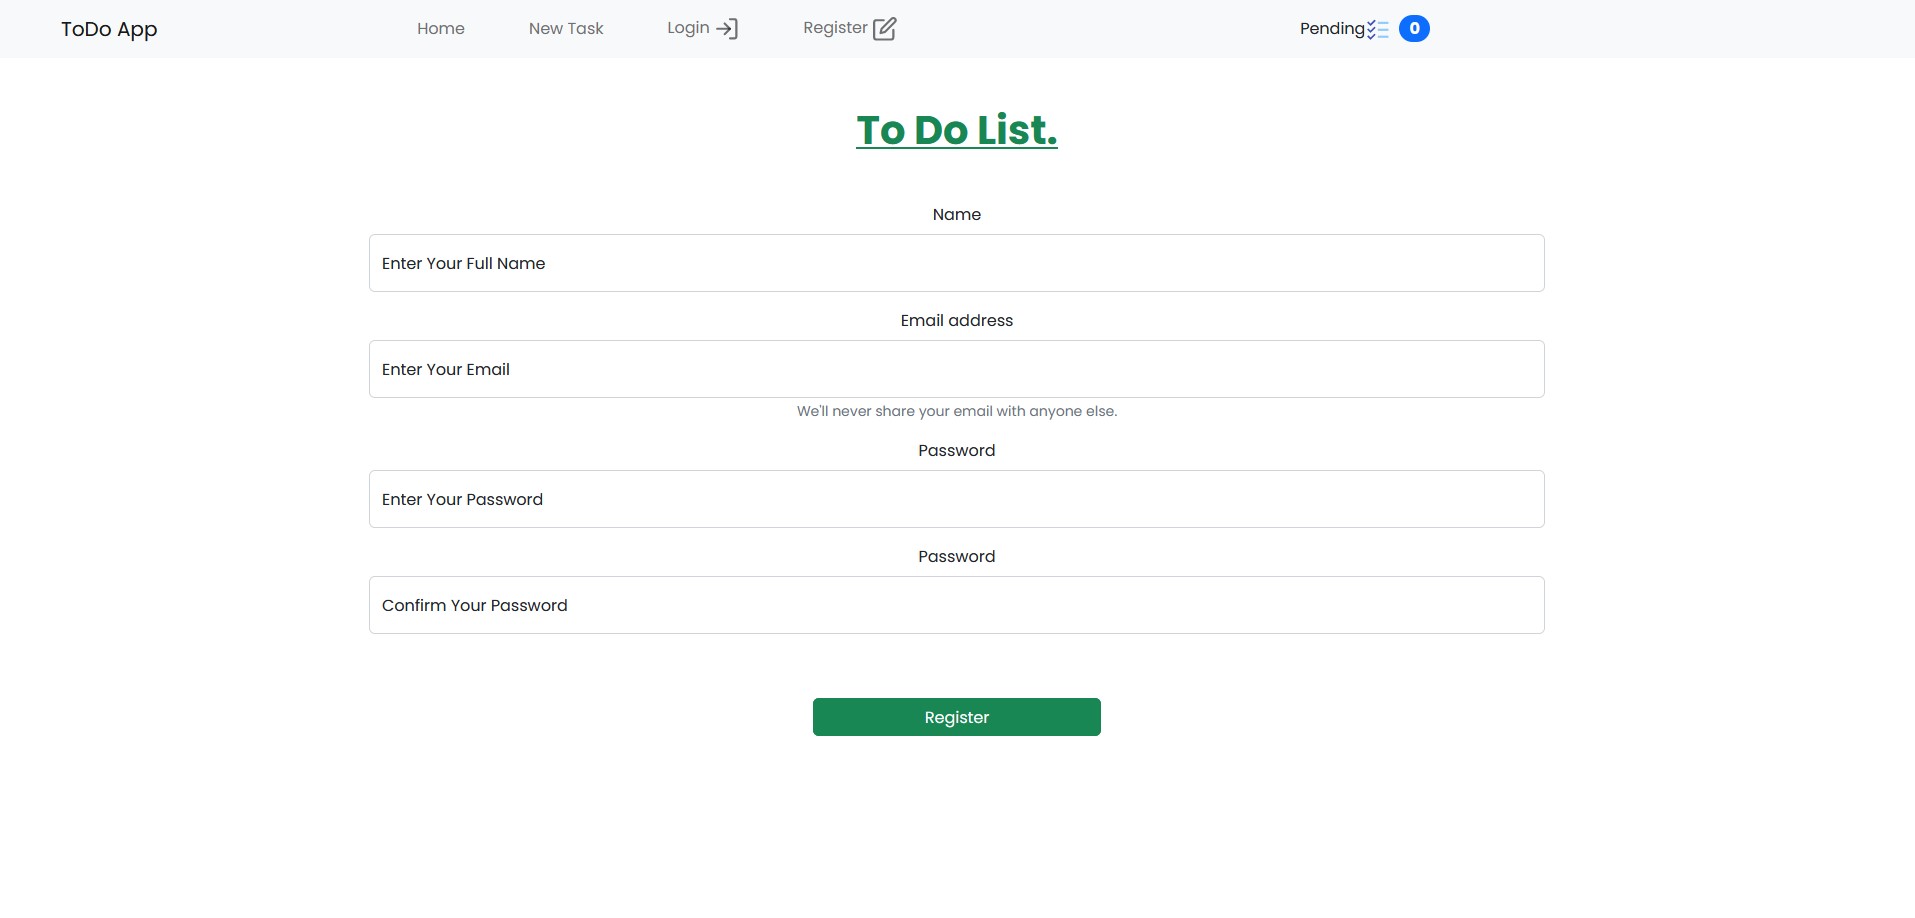 ToDo App Home New Task Login Register Pending 0
To Do List.
Name
Enter Your Full Name
Email address
Enter Your Email
We'll never share your email with anyone else.
Password
Enter Your Password
Password
Confirm Your Password
Register